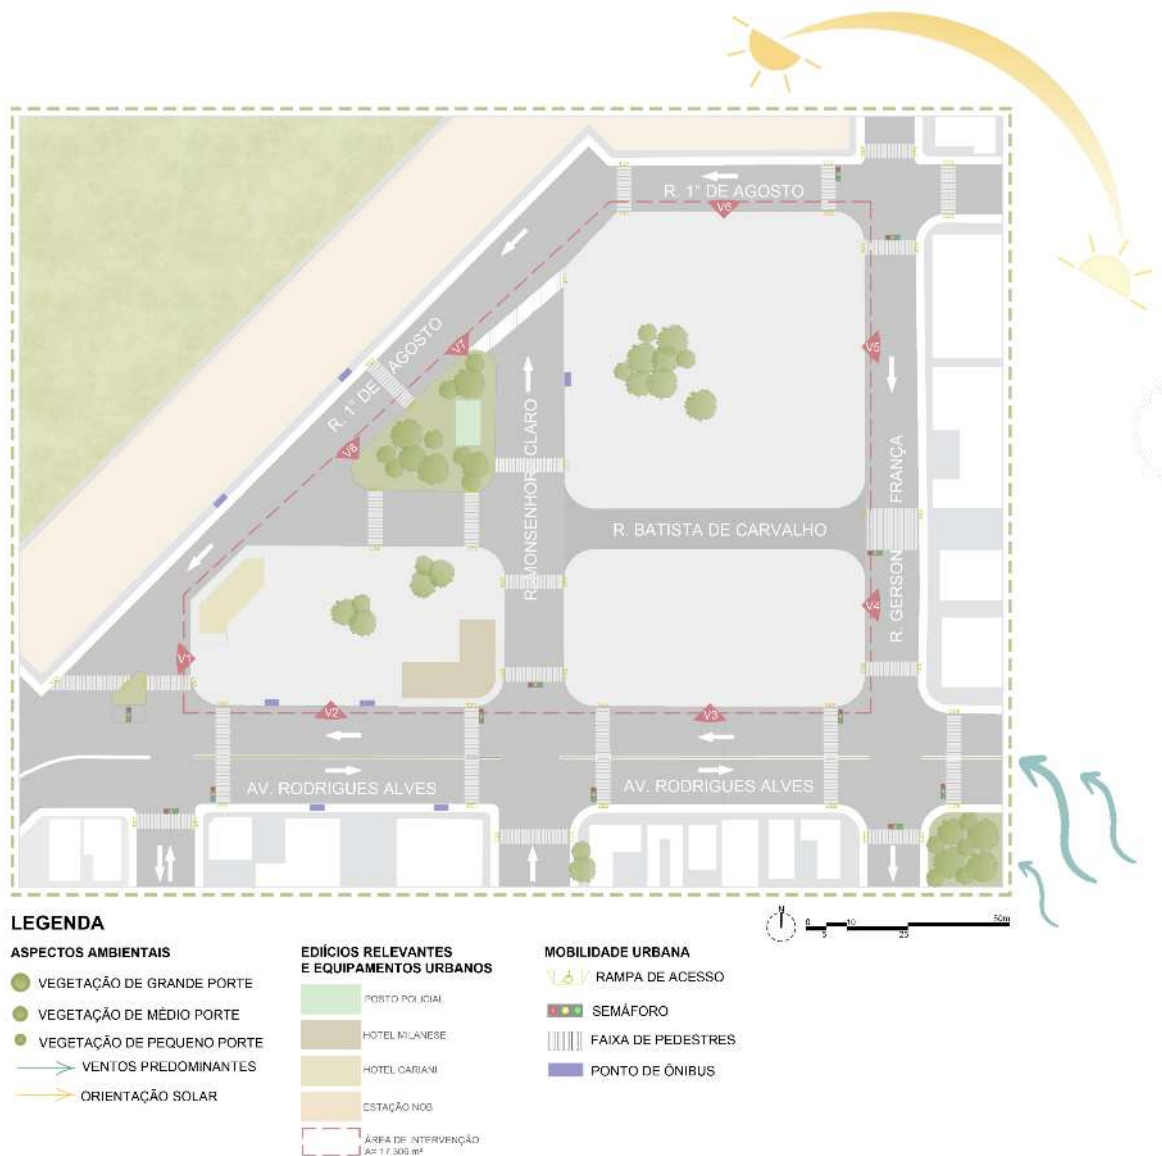 R. 1° DE AGOSTO
V6
R. 1° DE AGOSTO
V7
V5
V8
R. MONSENHOR CLARO
R. BATISTA DE CARVALHO
R. GERSON FRANÇA
V4
V1
V2
V3
AV. RODRIGUES ALVES
AV. RODRIGUES ALVES
N
0 10 50m
5 25
LEGENDA
ASPECTOS AMBIENTAIS
VEGETAÇÃO DE GRANDE PORTE
VEGETAÇÃO DE MÉDIO PORTE
VEGETAÇÃO DE PEQUENO PORTE
VENTOS PREDOMINANTES
ORIENTAÇÃO SOLAR
EDIÍCIOS RELEVANTES
E EQUIPAMENTOS URBANOS
POSTO POLICIAL
HOTEL MILANESE
HOTEL CARIANI
ESTAÇÃO NOB
ÁREA DE INTERVENÇÃO
A= 17.306 m²
MOBILIDADE URBANA
RAMPA DE ACESSO
SEMÁFORO
FAIXA DE PEDESTRES
PONTO DE ÔNIBUS